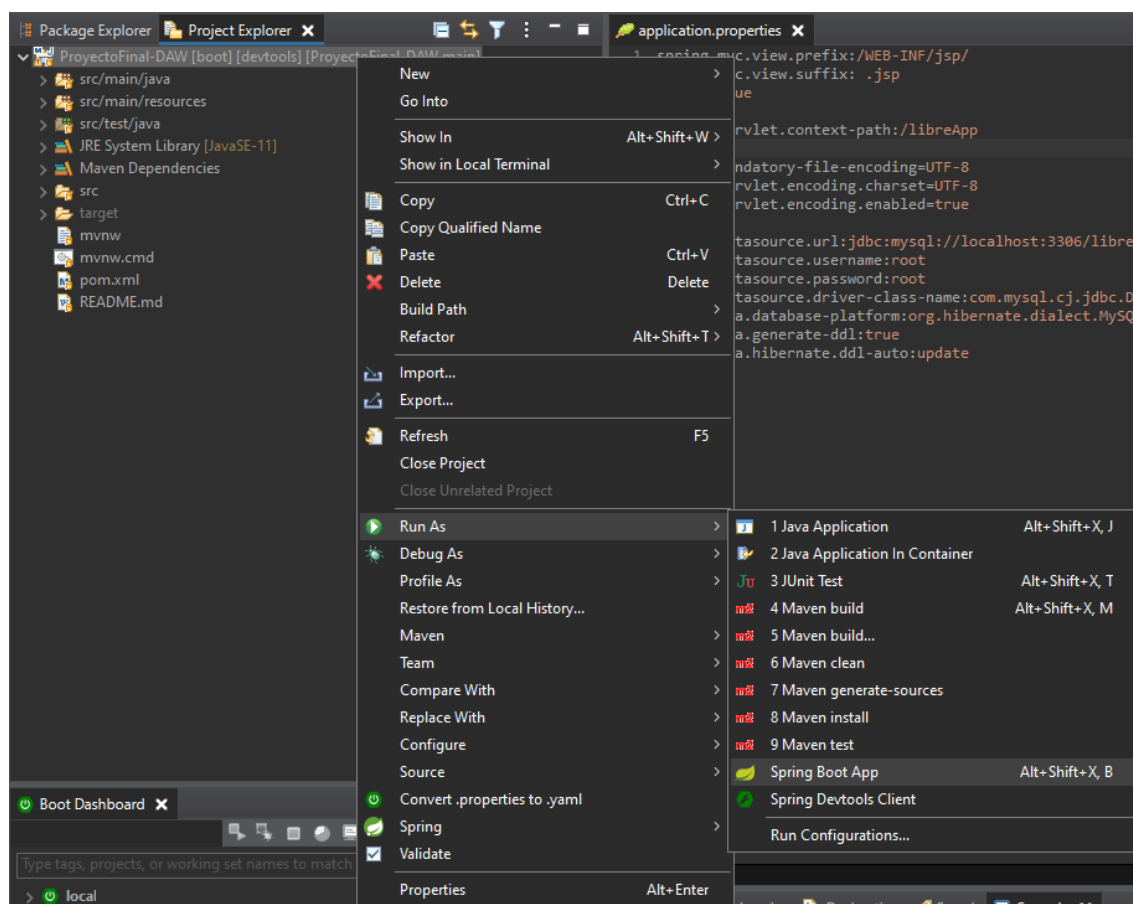 Package Explorer Project Explorer
ProyectoFinal-DAW [boot] [devtools] [ProyectoFinal-DAW main]
src/main/java
src/main/resources
src/test/java
JRE System Library [JavaSE-11]
Maven Dependencies
src
target
mvnw
mvnw.cmd
pom.xml
README.md
application.properties
1 spring.mvc.view.prefix:/WEB-INF/jsp/
c.view.suffix: .jsp
ue
rvlet.context-path:/libreApp
ndatory-file-encoding=UTF-8
rvlet.encoding.charset=UTF-8
rvlet.encoding.enabled=true
tasource.url:jdbc:mysql://localhost:3306/libre
tasource.username:root
tasource.password:root
tasource.driver-class-name:com.mysql.cj.jdbc.D
a.database-platform:org.hibernate.dialect.MySQ
a.generate-ddl:true
a.hibernate.ddl-auto:update
New
Go Into
Show In Alt+Shift+W
Show in Local Terminal
Copy Ctrl+C
Copy Qualified Name
Paste Ctrl+V
Delete Delete
Build Path
Refactor Alt+Shift+T
Import...
Export...
Refresh F5
Close Project
Close Unrelated Project
Run As
Debug As
Profile As
Restore from Local History...
Maven
Team
Compare With
Replace With
Configure
Source
Convert .properties to .yaml
Spring
Validate
Properties Alt+Enter
1 Java Application Alt+Shift+X, J
2 Java Application In Container
3 JUnit Test Alt+Shift+X, T
4 Maven build Alt+Shift+X, M
5 Maven build...
6 Maven clean
7 Maven generate-sources
8 Maven install
9 Maven test
Spring Boot App Alt+Shift+X, B
Spring Devtools Client
Run Configurations...
Boot Dashboard
Type tags, projects, or working set names to match
local